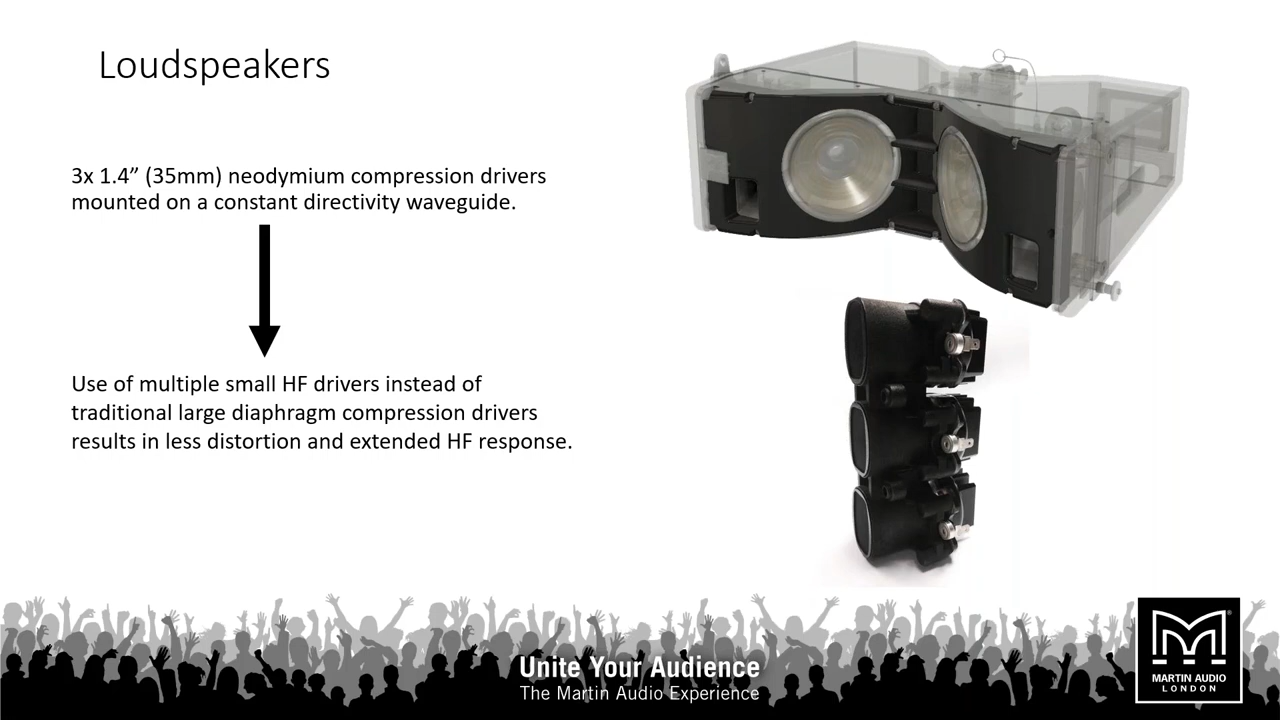 Loudspeakers
3x 1.4” (35mm) neodymium compression drivers
mounted on a constant directivity waveguide.
Use of multiple small HF drivers instead of
traditional large diaphragm compression drivers
results in less distortion and extended HF response.
Unite Your Audience
The Martin Audio Experience
®
MARTIN AUDIO
LONDON